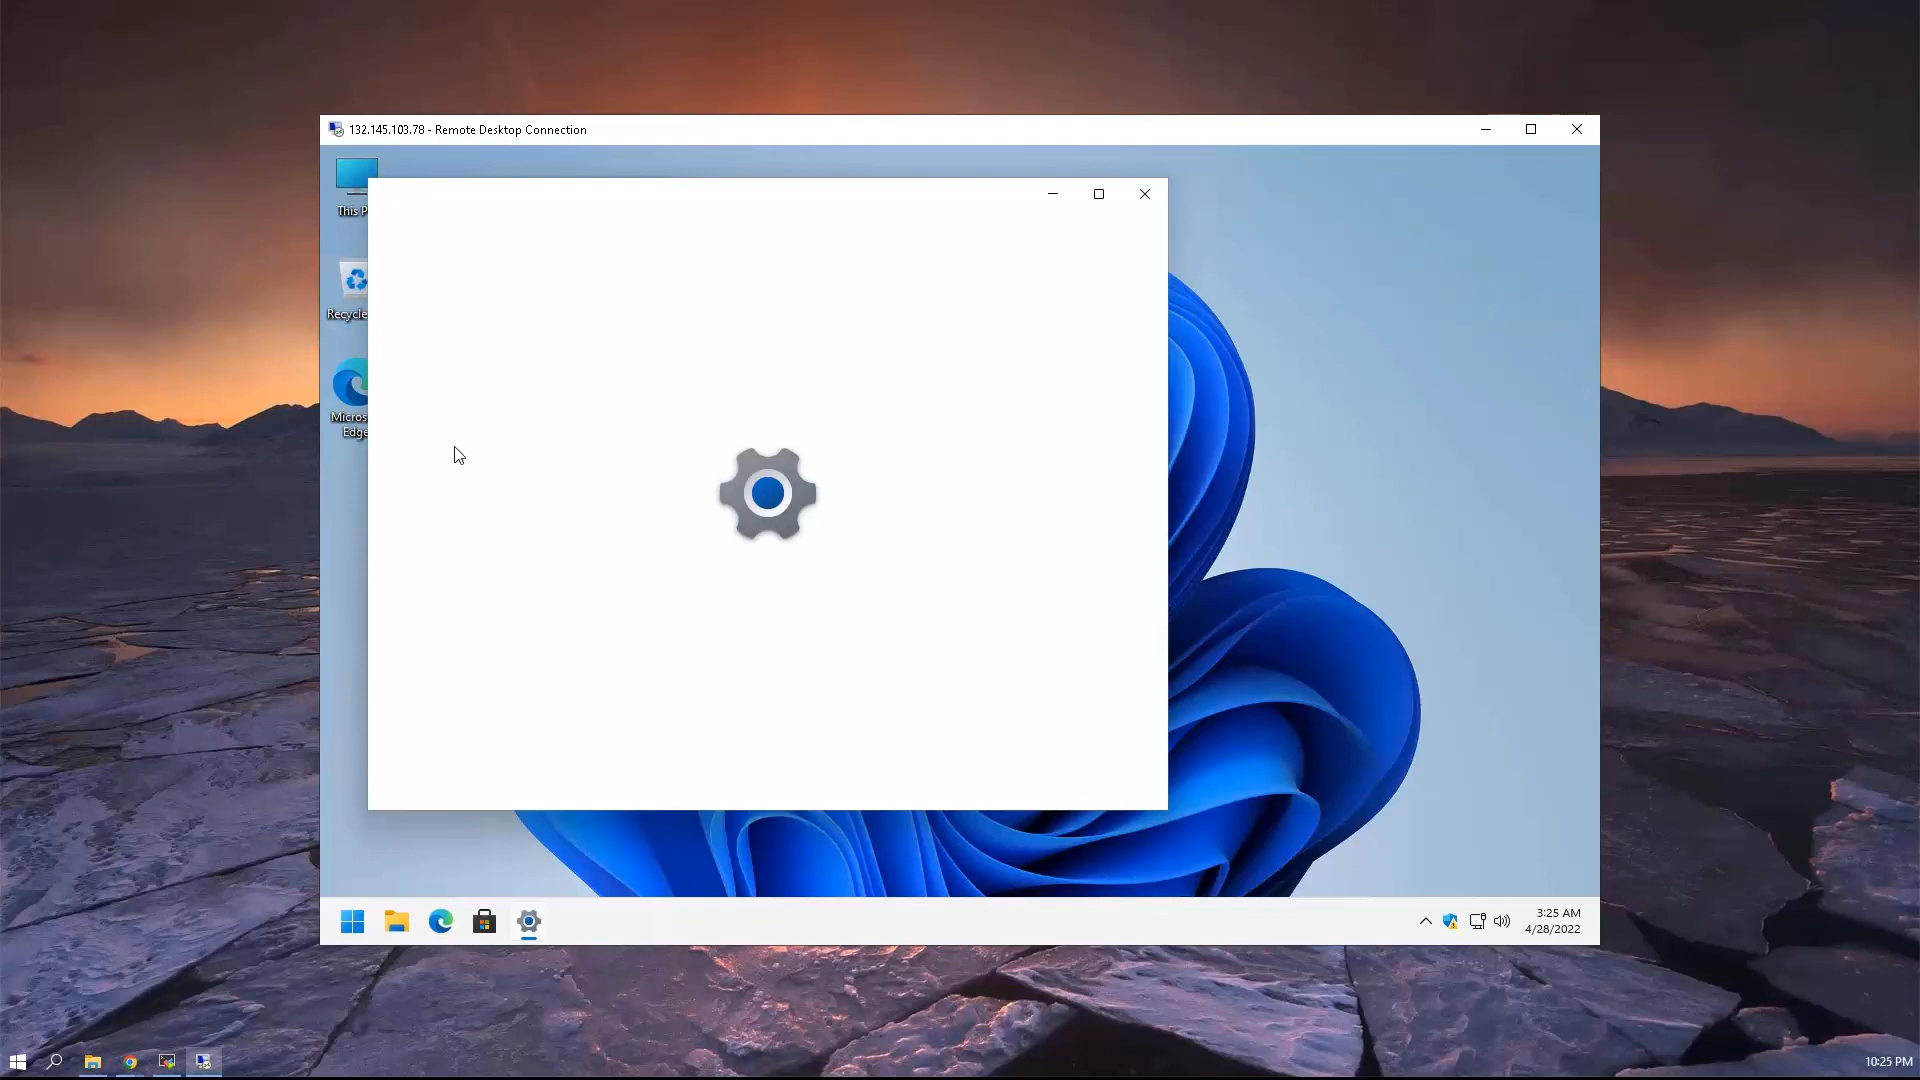 132.145.103.78 - Remote Desktop Connection
This P
Recycle
Micros
Edge
3:25 AM
4/28/2022
10:25 PM